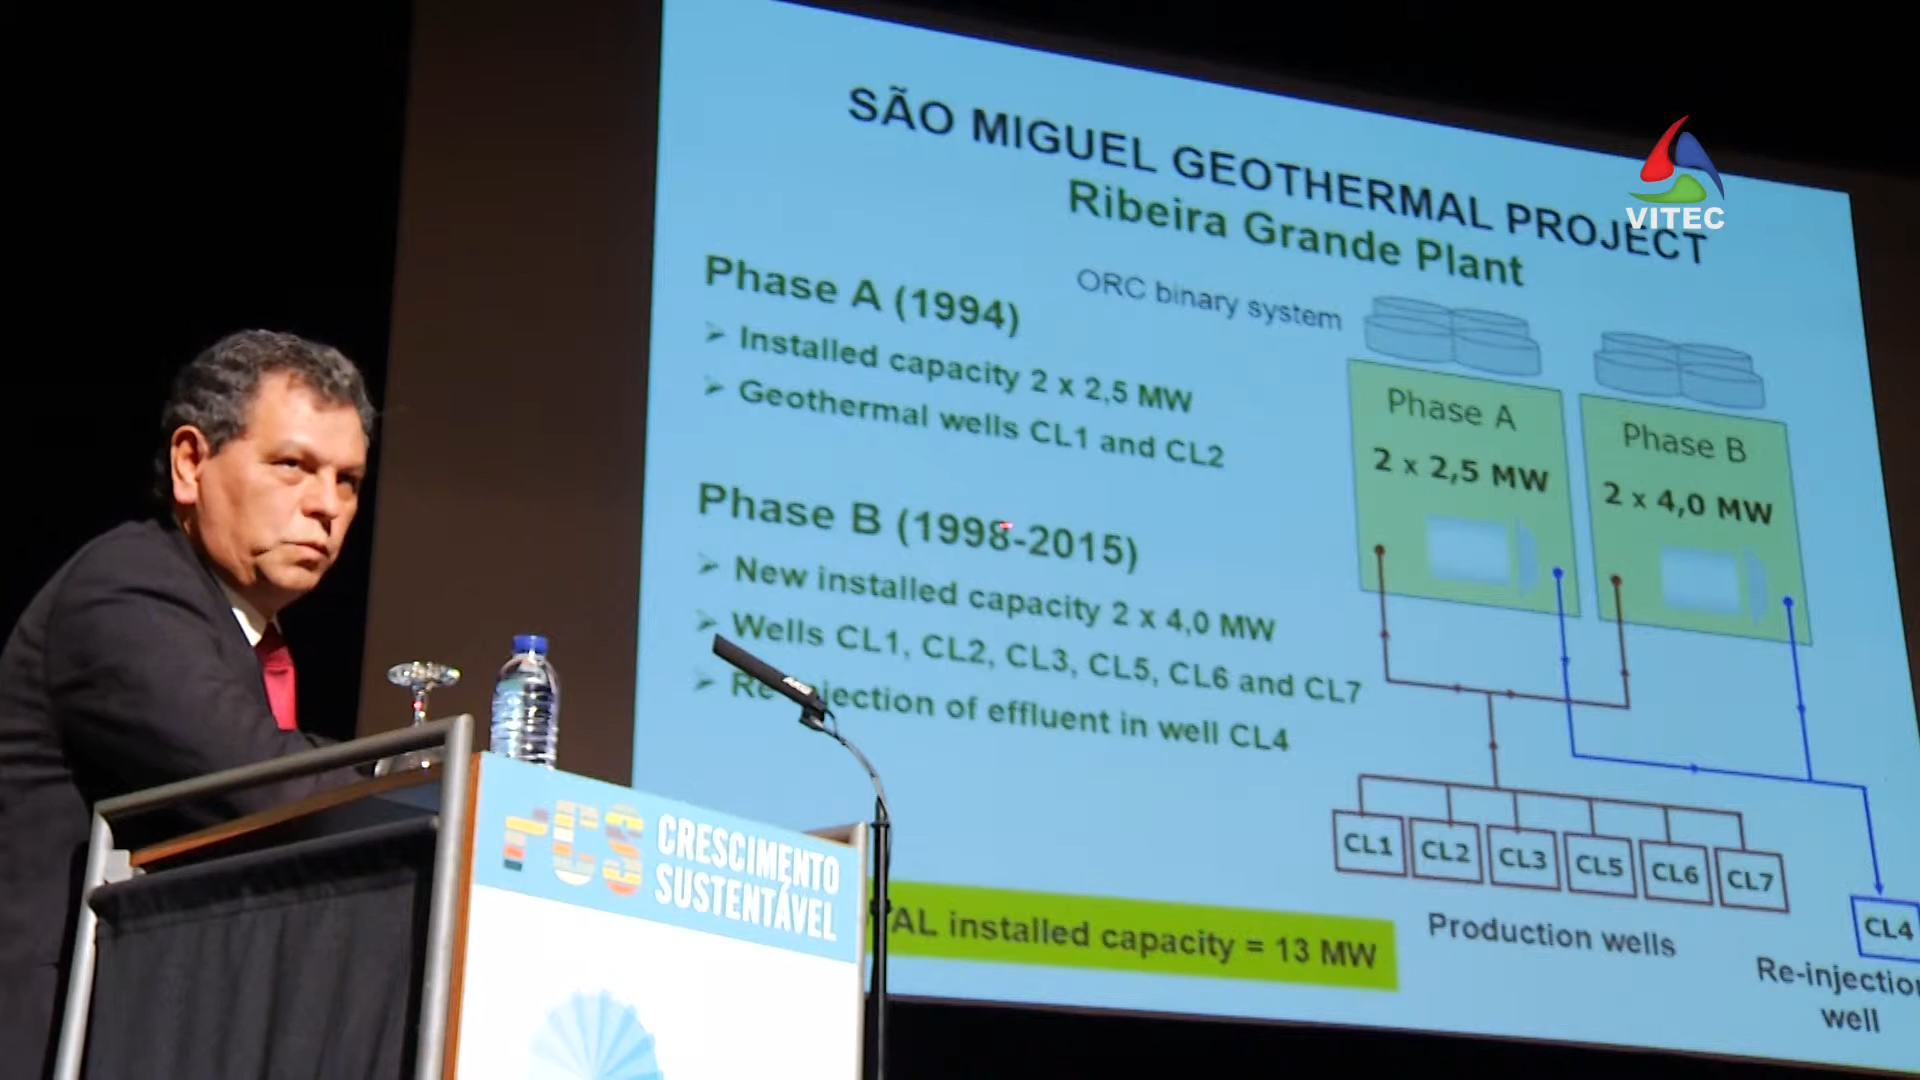 SÃO MIGUEL GEOTHERMAL PROJECT
Ribeira Grande Plant
VITEC
Phase A (1994)
ORC binary system
Installed capacity 2 x 2,5 MW
Geothermal wells CL1 and CL2
Phase B (1998-2015)
New installed capacity 2 x 4,0 MW
Wells CL1, CL2, CL3, CL5, CL6 and CL7
of effluent in well CL4
Phase A
2 x 2,5 MW
Phase B
2 x 4,0 MW
CL1 CL2 CL3 CL5 CL6 CL7
CL4
Production wells
Re-injection
well
installed capacity = 13 MW
rcs CRESCIMENTO
SUSTENTÁVEL